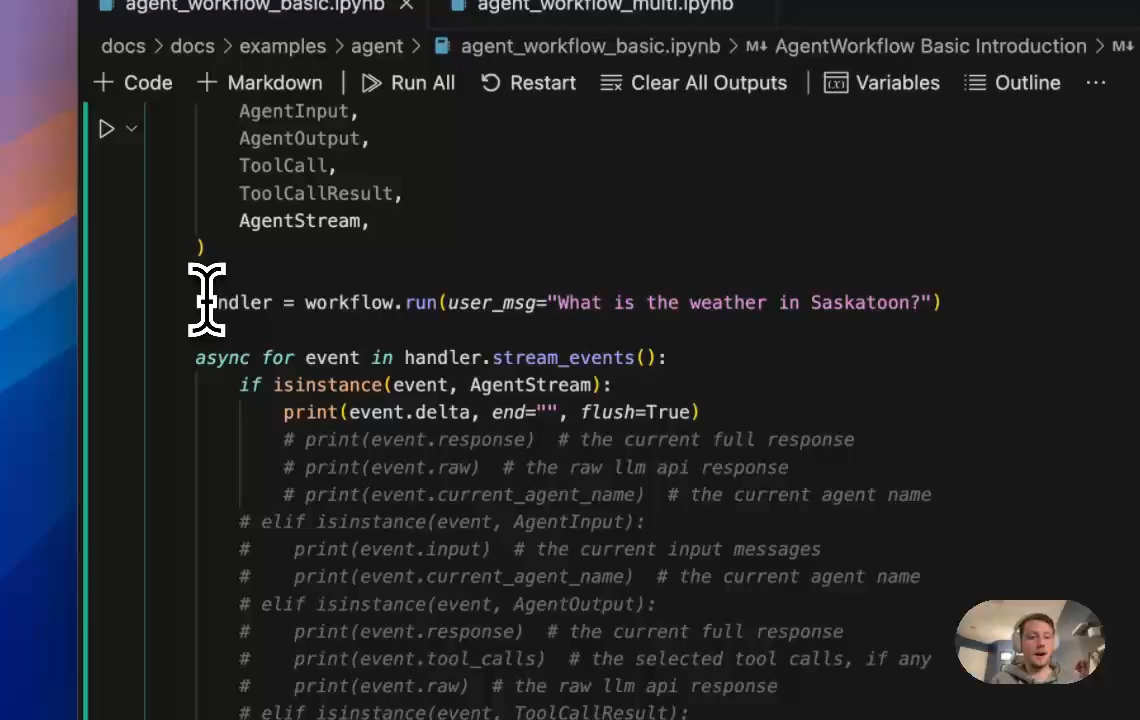 agent_workflow_basic.ipynb
agent_workflow_multi.ipynb
docs > docs > examples > agent > agent_workflow_basic.ipynb > M↓ AgentWorkflow Basic Introduction > M↓
+ Code + Markdown | Run All Restart Clear All Outputs | Variables Outline ...
AgentInput,
AgentOutput,
ToolCall,
ToolCallResult,
AgentStream,
)
handler = workflow.run(user_msg="What is the weather in Saskatoon?")
async for event in handler.stream_events():
if isinstance(event, AgentStream):
print(event.delta, end="", flush=True)
# print(event.response)  # the current full response
# print(event.raw)  # the raw llm api response
# print(event.current_agent_name)  # the current agent name
# elif isinstance(event, AgentInput):
#    print(event.input)  # the current input messages
#    print(event.current_agent_name)  # the current agent name
# elif isinstance(event, AgentOutput):
#    print(event.response)  # the current full response
#    print(event.tool_calls)  # the selected tool calls, if any
#    print(event.raw)  # the raw llm api response
# elif isinstance(event, ToolCallResult):